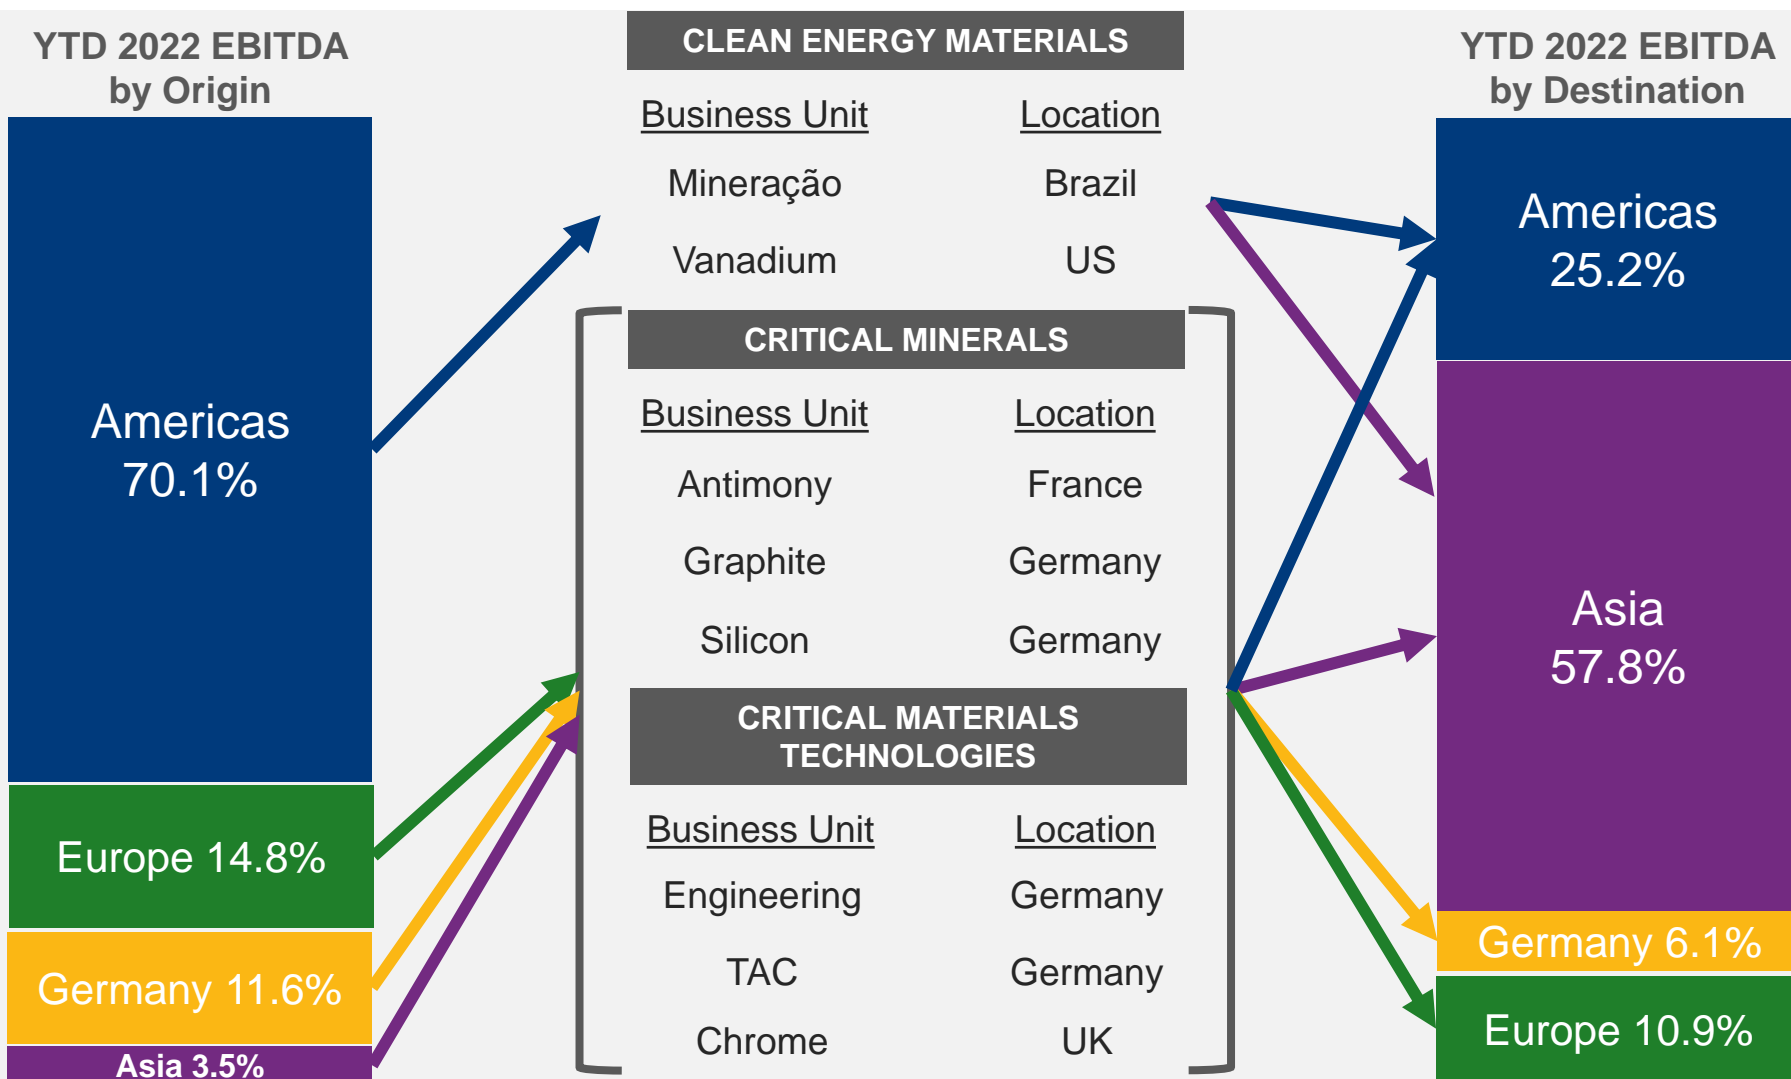 YTD 2022 EBITDA
by Origin
Americas
70.1%
Europe 14.8%
Germany 11.6%
Asia 3.5%
CLEAN ENERGY MATERIALS
Business Unit Location
Mineração Brazil
Vanadium US
CRITICAL MINERALS
Business Unit Location
Antimony France
Graphite Germany
Silicon Germany
CRITICAL MATERIALS
TECHNOLOGIES
Business Unit Location
Engineering Germany
TAC Germany
Chrome UK
YTD 2022 EBITDA
by Destination
Americas
25.2%
Asia
57.8%
Germany 6.1%
Europe 10.9%